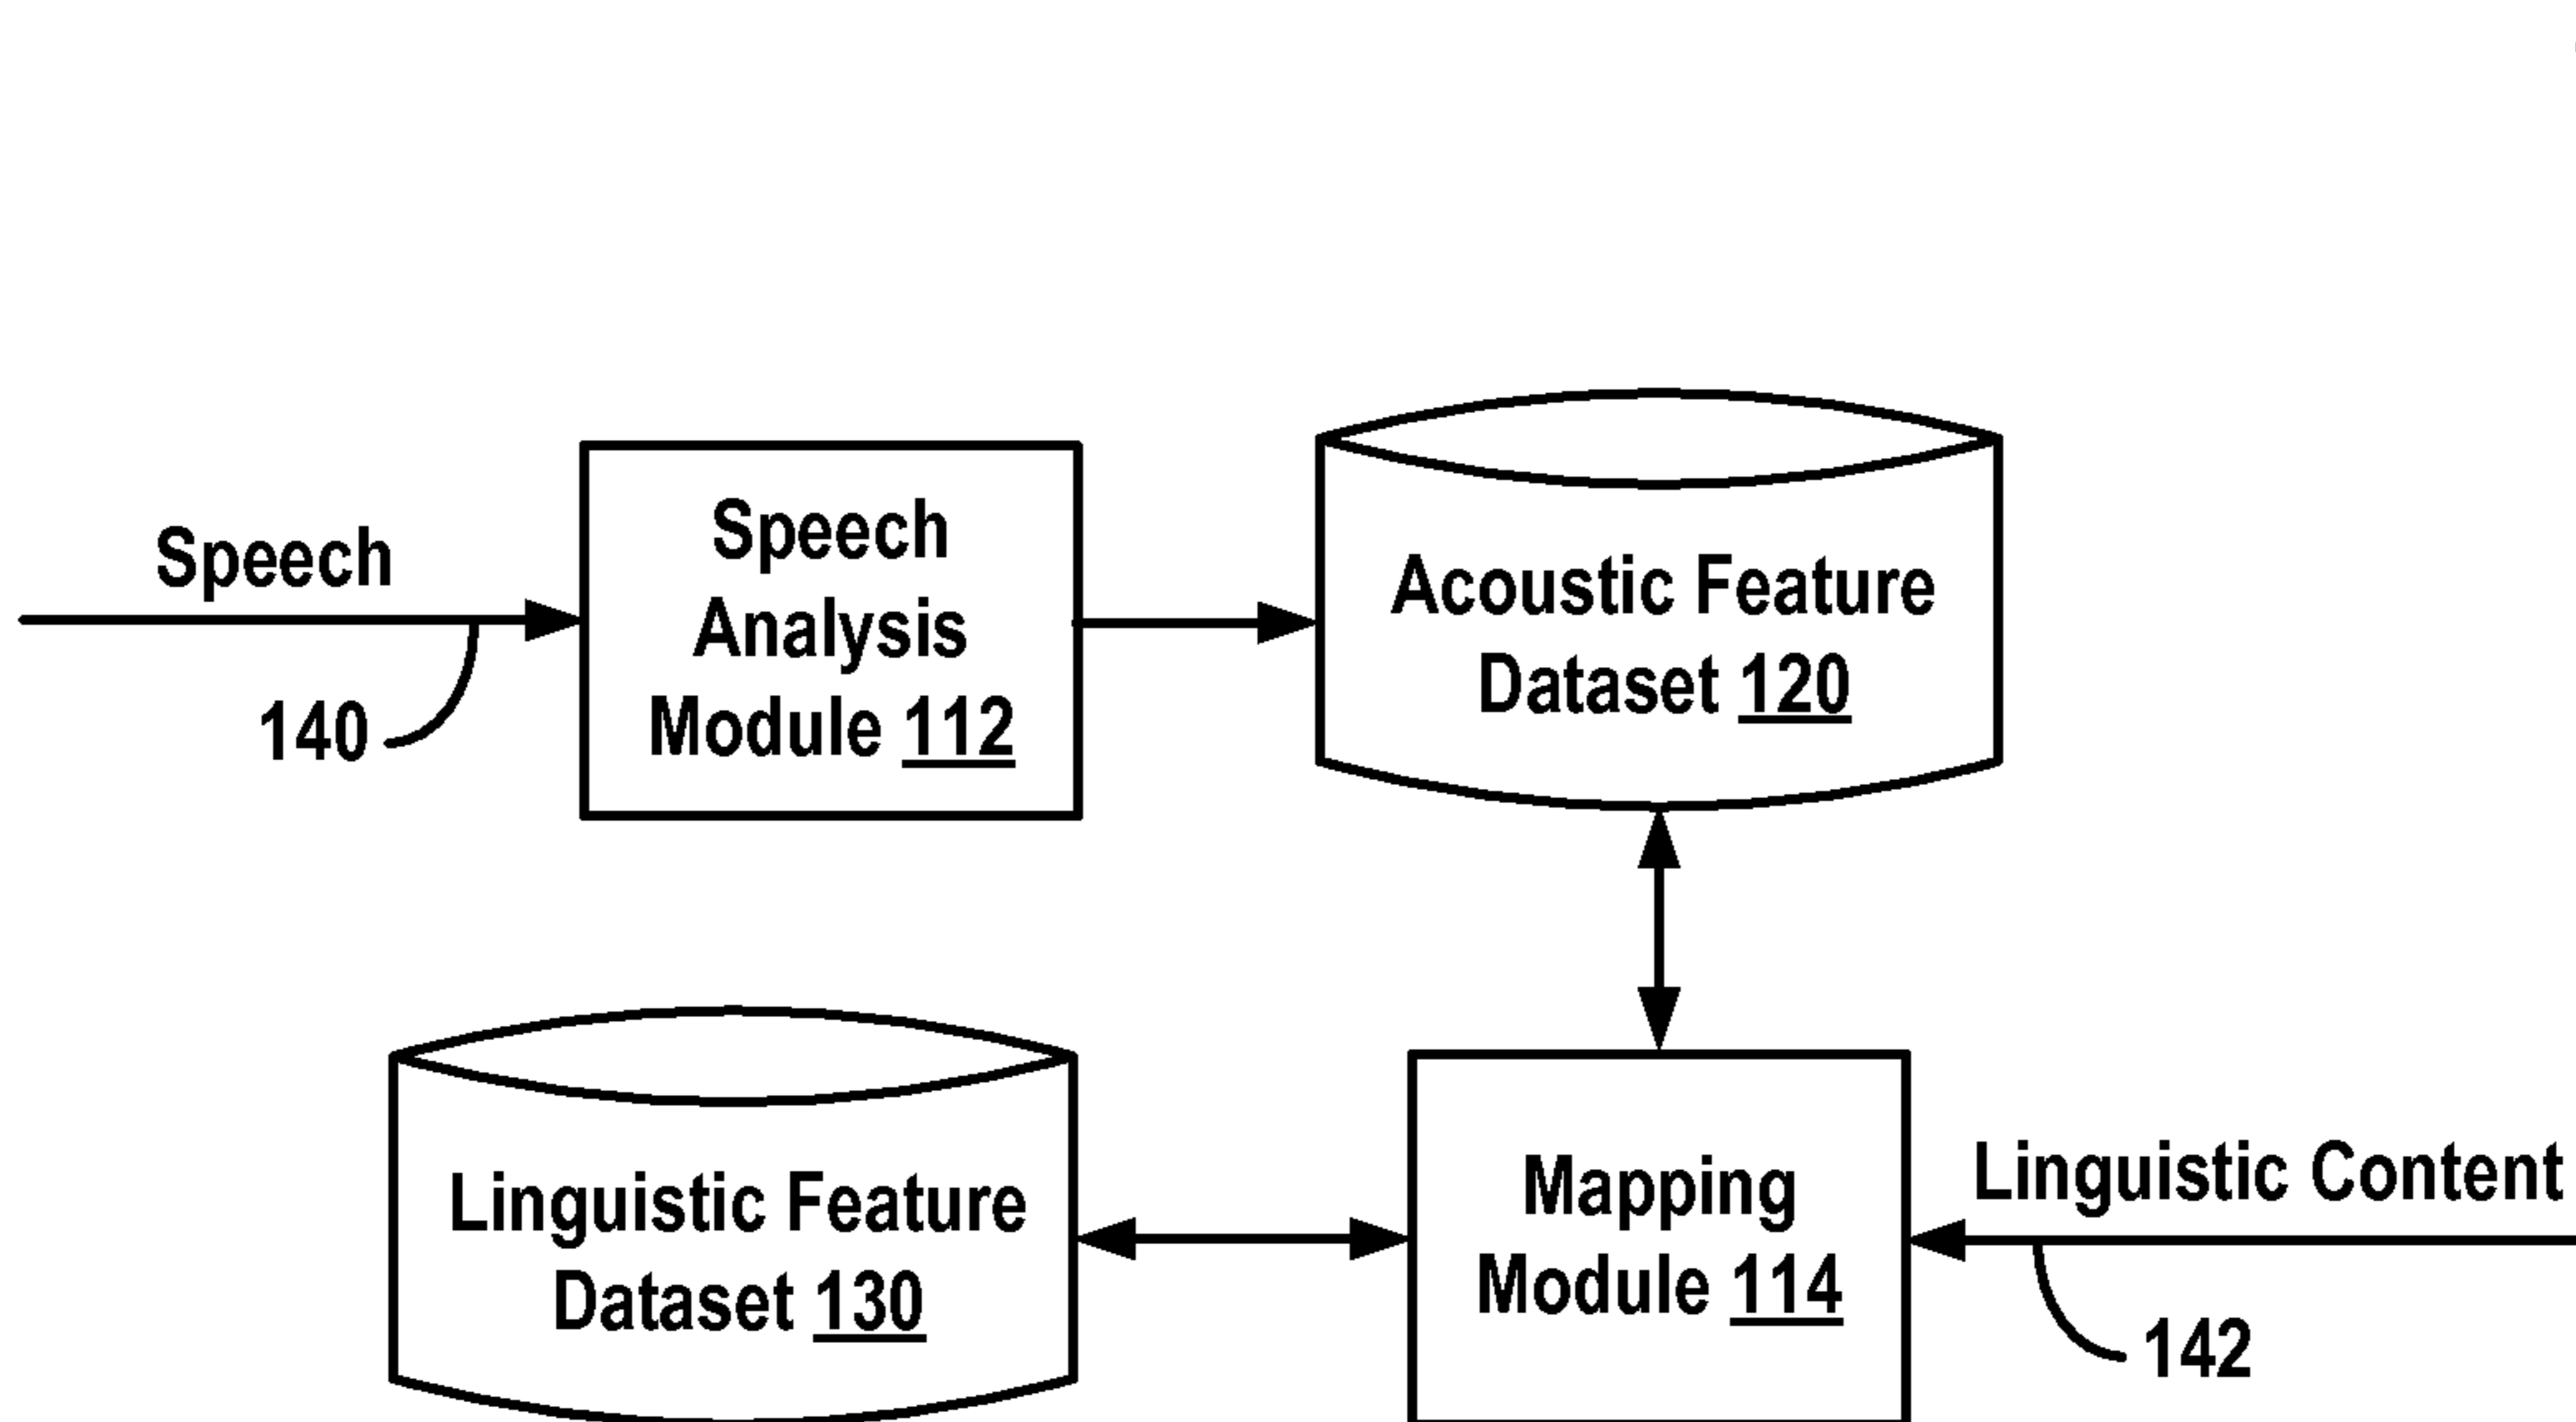 Speech
140
Speech
Analysis
Module 112
Acoustic Feature
Dataset 120
Linguistic Feature
Dataset 130
Mapping
Module 114
Linguistic Content
142